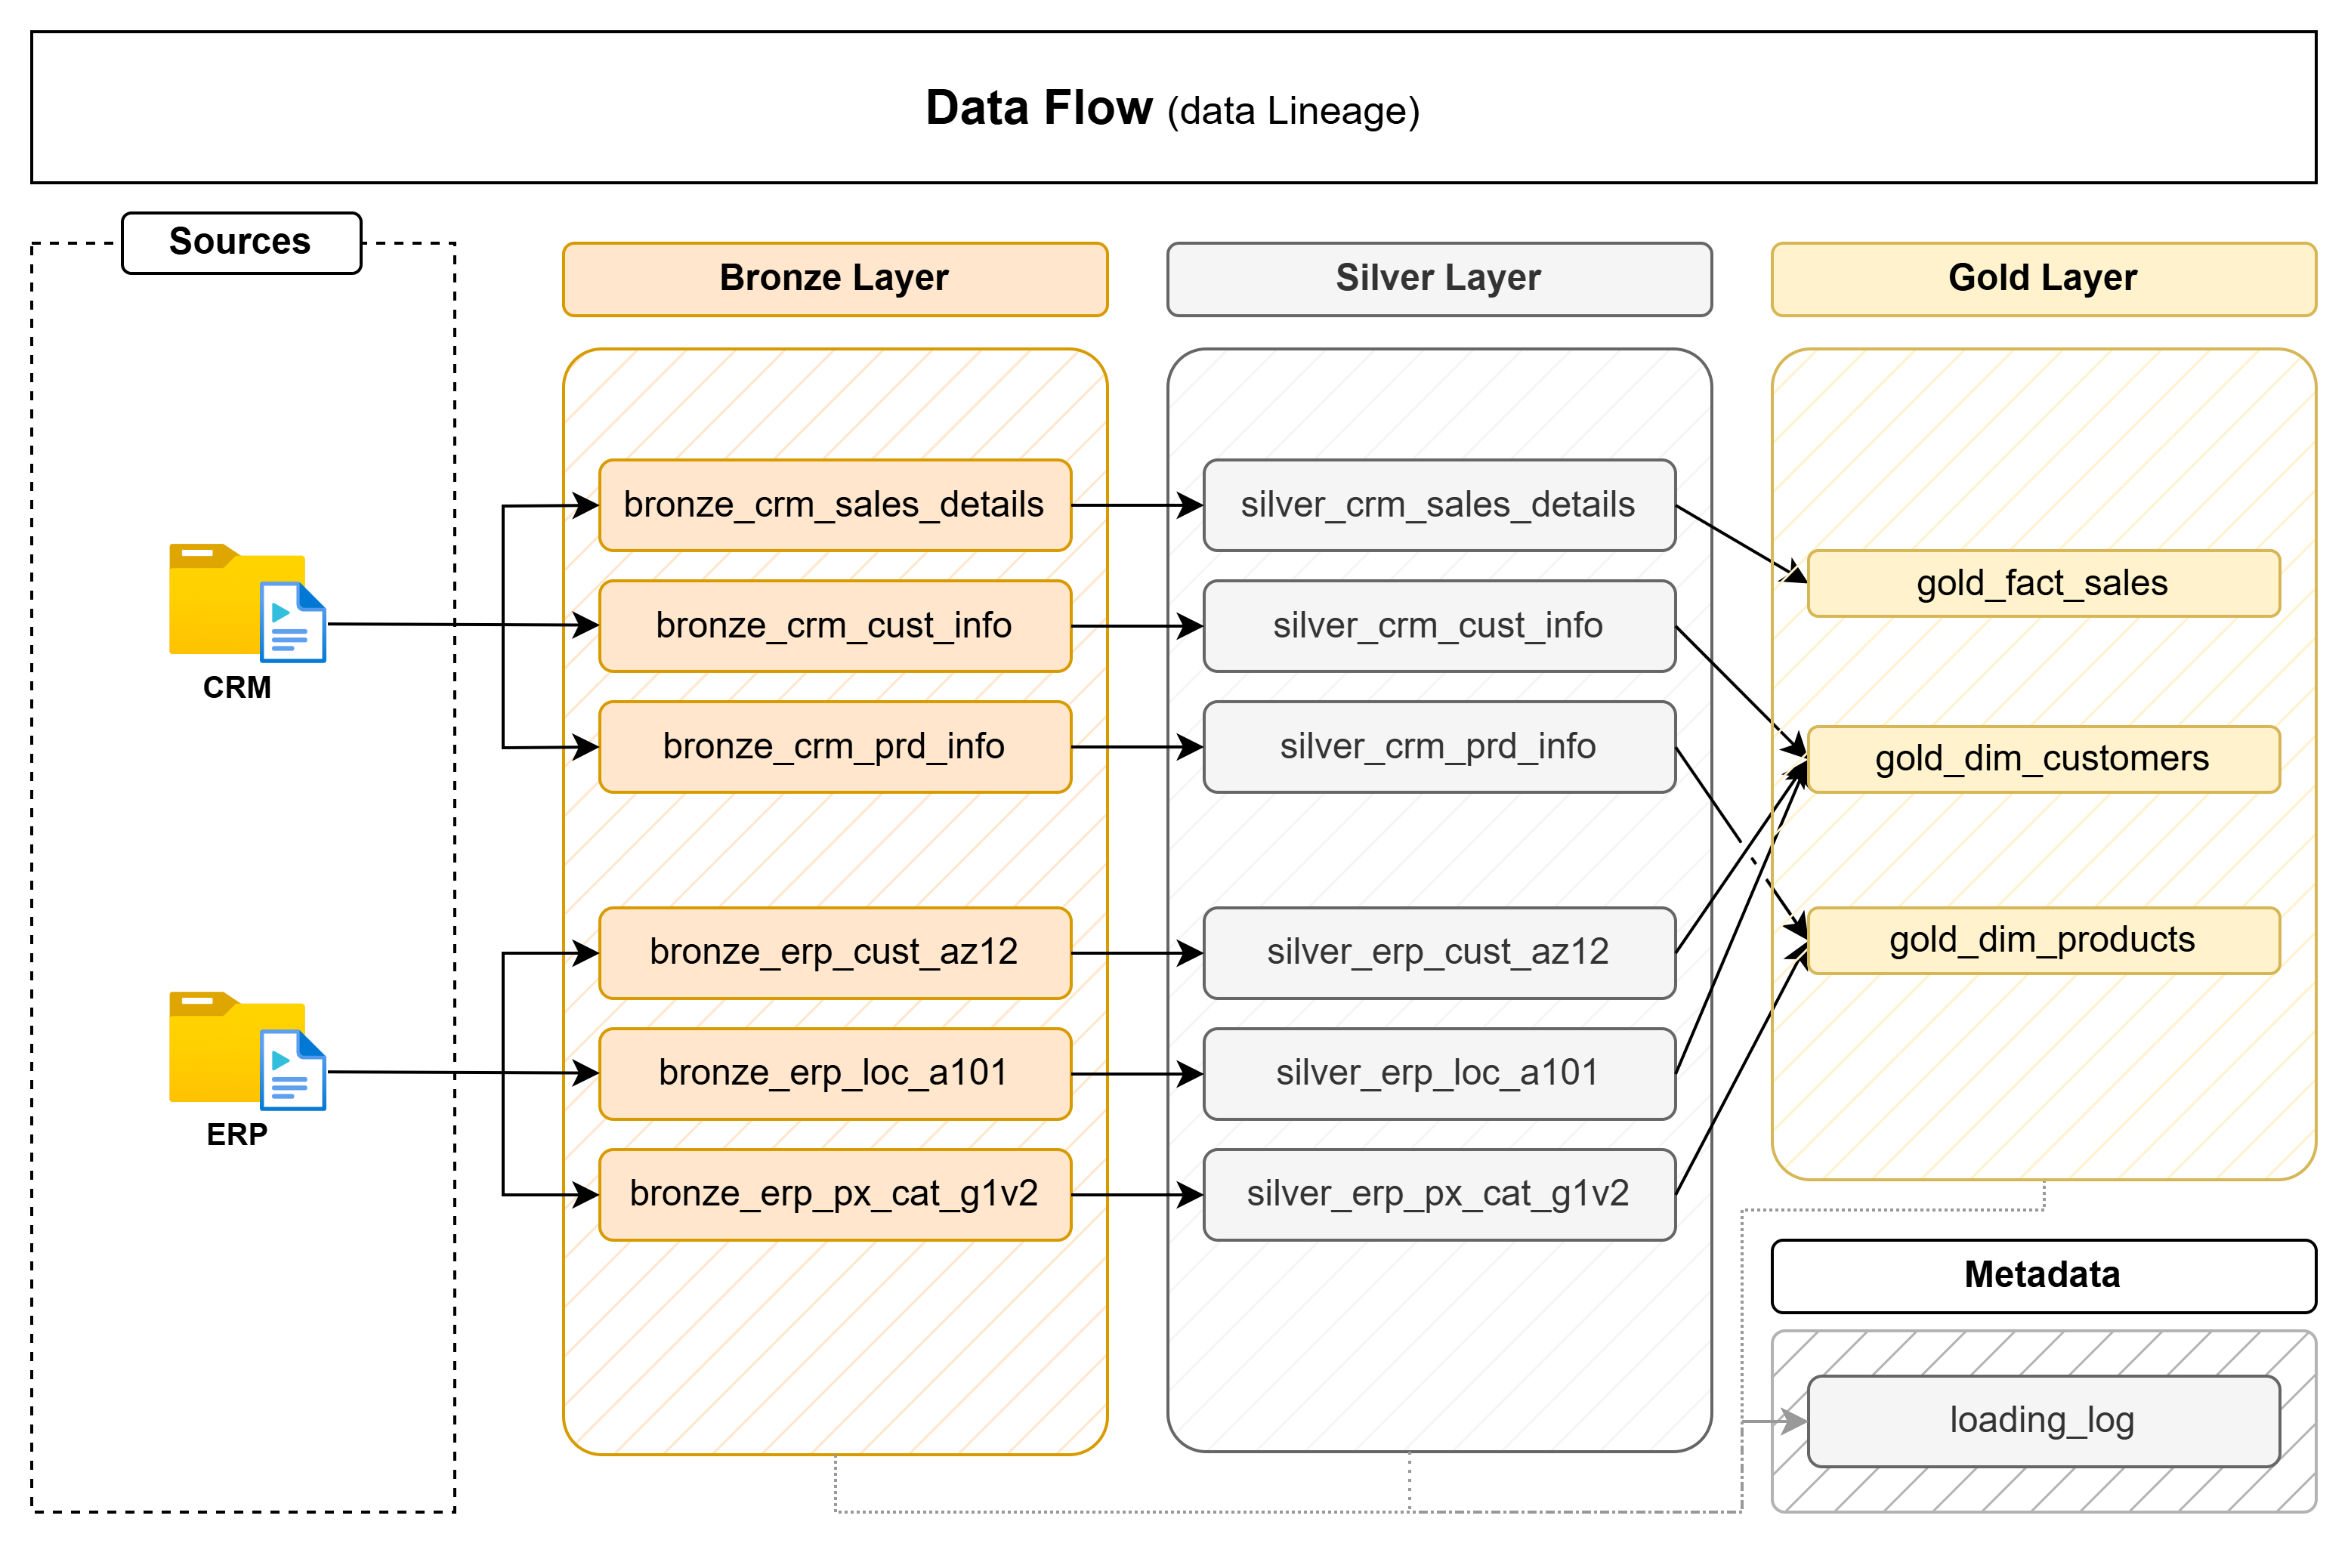 Data Flow (data Lineage)
Sources
CRM
ERP
Bronze Layer
bronze_crm_sales_details
bronze_crm_cust_info
bronze_crm_prd_info
bronze_erp_cust_az12
bronze_erp_loc_a101
bronze_erp_px_cat_g1v2
Silver Layer
silver_crm_sales_details
silver_crm_cust_info
silver_crm_prd_info
silver_erp_cust_az12
silver_erp_loc_a101
silver_erp_px_cat_g1v2
Gold Layer
gold_fact_sales
gold_dim_customers
gold_dim_products
Metadata
loading_log